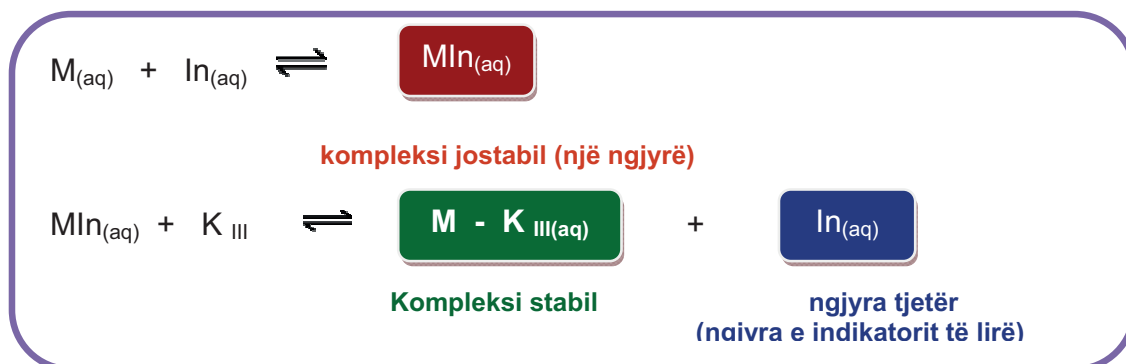 M(aq) + In(aq) ⇌ MIn(aq)
kompleksi jostabil (një ngjyrë)
MIn(aq) + K III ⇌ M - K III(aq) + In(aq)
Kompleksi stabil ngjyra tjetër
(ngjyra e indikatorit të lirë)